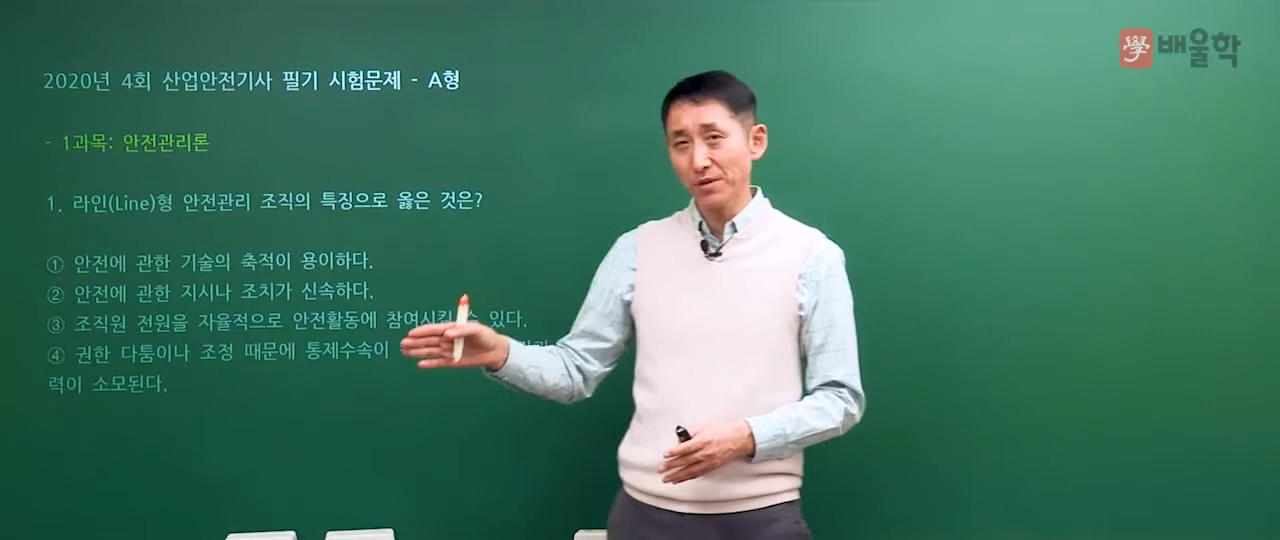 學 배울학
2020년 4회 산업안전기사 필기 시험문제 - A형
- 1과목: 안전관리론
1. 라인(Line)형 안전관리 조직의 특징으로 옳은 것은?
① 안전에 관한 기술의 축적이 용이하다.
② 안전에 관한 지시나 조치가 신속하다.
③ 조직원 전원을 자율적으로 안전활동에 참여시킬 있다.
④ 권한 다툼이나 조정 때문에 통제수속이
력이 소모된다.